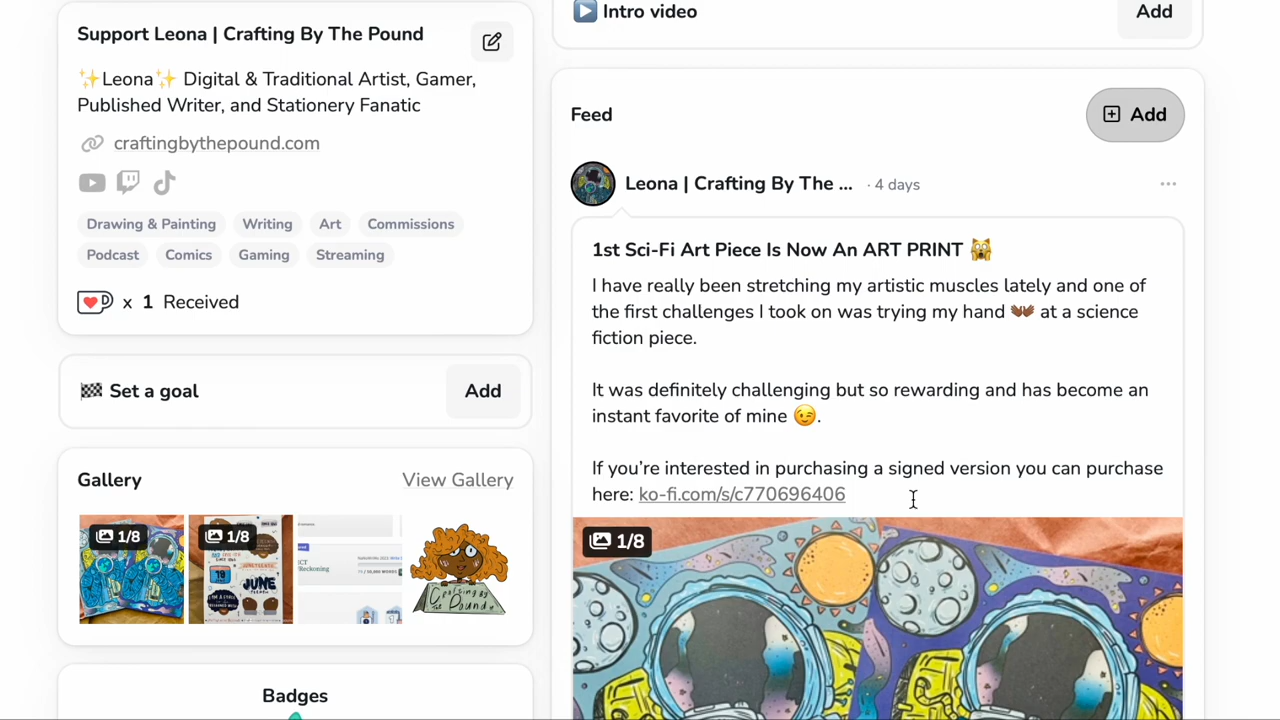 Support Leona | Crafting By The Pound
✨Leona✨ Digital & Traditional Artist, Gamer,
Published Writer, and Stationery Fanatic
craftingbythepound.com
Drawing & Painting
Writing
Art
Commissions
Podcast
Comics
Gaming
Streaming
x 1 Received
Set a goal
Add
Gallery
View Gallery
1/8
1/8
JUNE
Crafting By
the Pound
Badges
Intro video
Add
Feed
Add
Leona | Crafting By The ... · 4 days
1st Sci-Fi Art Piece Is Now An ART PRINT 🙀
I have really been stretching my artistic muscles lately and one of
the first challenges I took on was trying my hand 👐🏾 at a science
fiction piece.
It was definitely challenging but so rewarding and has become an
instant favorite of mine 😉.
If you're interested in purchasing a signed version you can purchase
here: ko-fi.com/s/c770696406
1/8